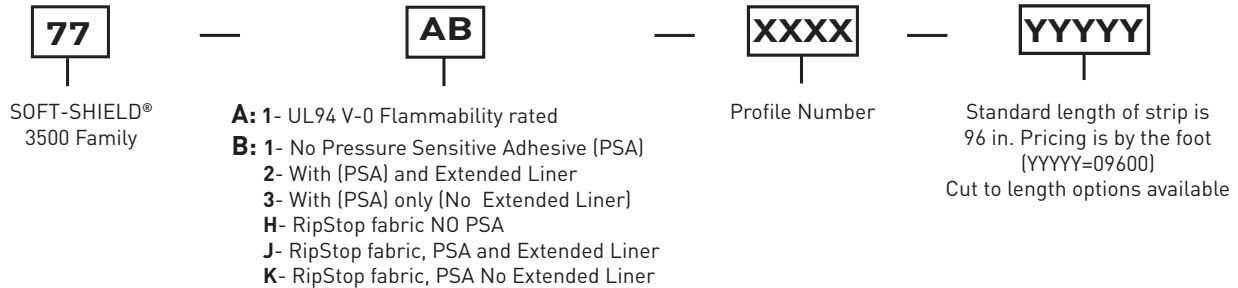 77 — AB — XXXX — YYYYY
SOFT-SHIELD®
3500 Family
A: 1- UL94 V-0 Flammability rated
B: 1- No Pressure Sensitive Adhesive (PSA)
2- With (PSA) and Extended Liner
3- With (PSA) only (No Extended Liner)
H- RipStop fabric NO PSA
J- RipStop fabric, PSA and Extended Liner
K- RipStop fabric, PSA No Extended Liner
Profile Number
Standard length of strip is
96 in. Pricing is by the foot
(YYYYY=09600)
Cut to length options available